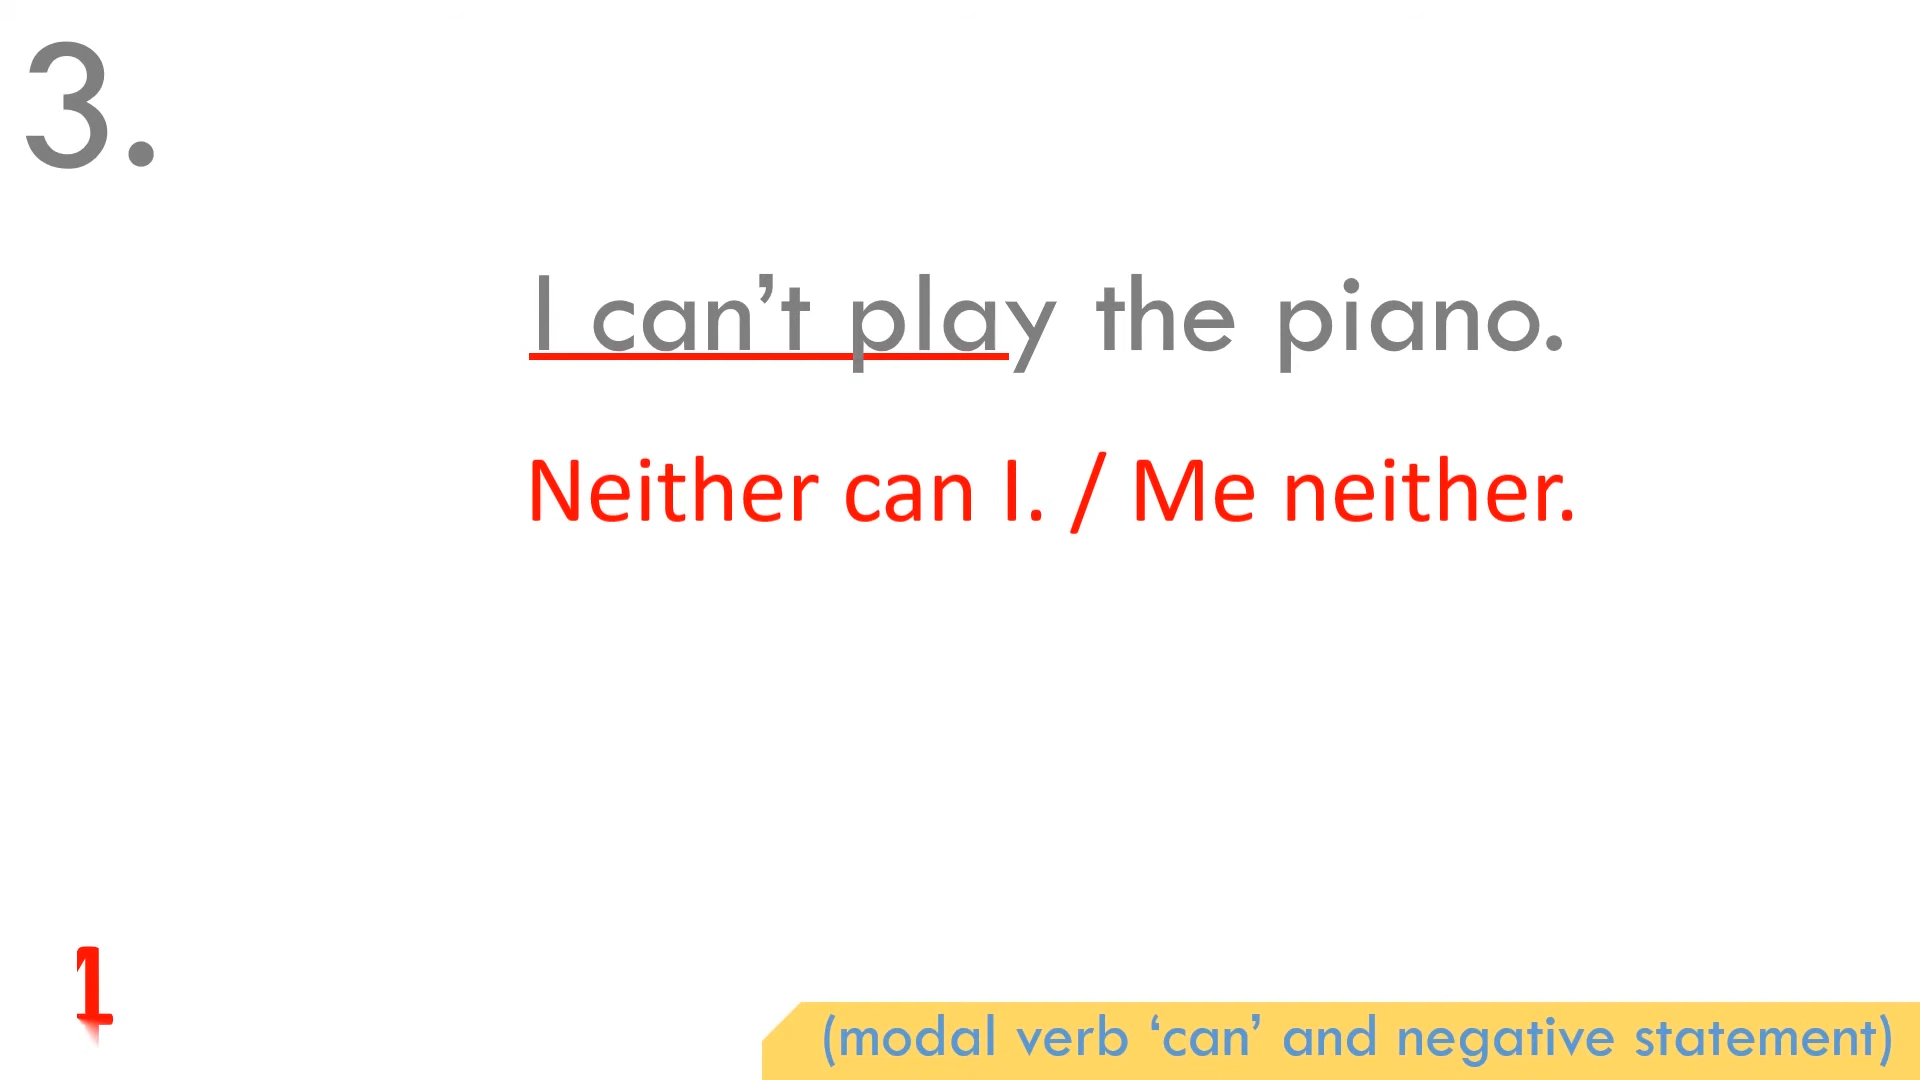 3.
I can’t play the piano.
Neither can I. / Me neither.
1
(modal verb ‘can’ and negative statement)